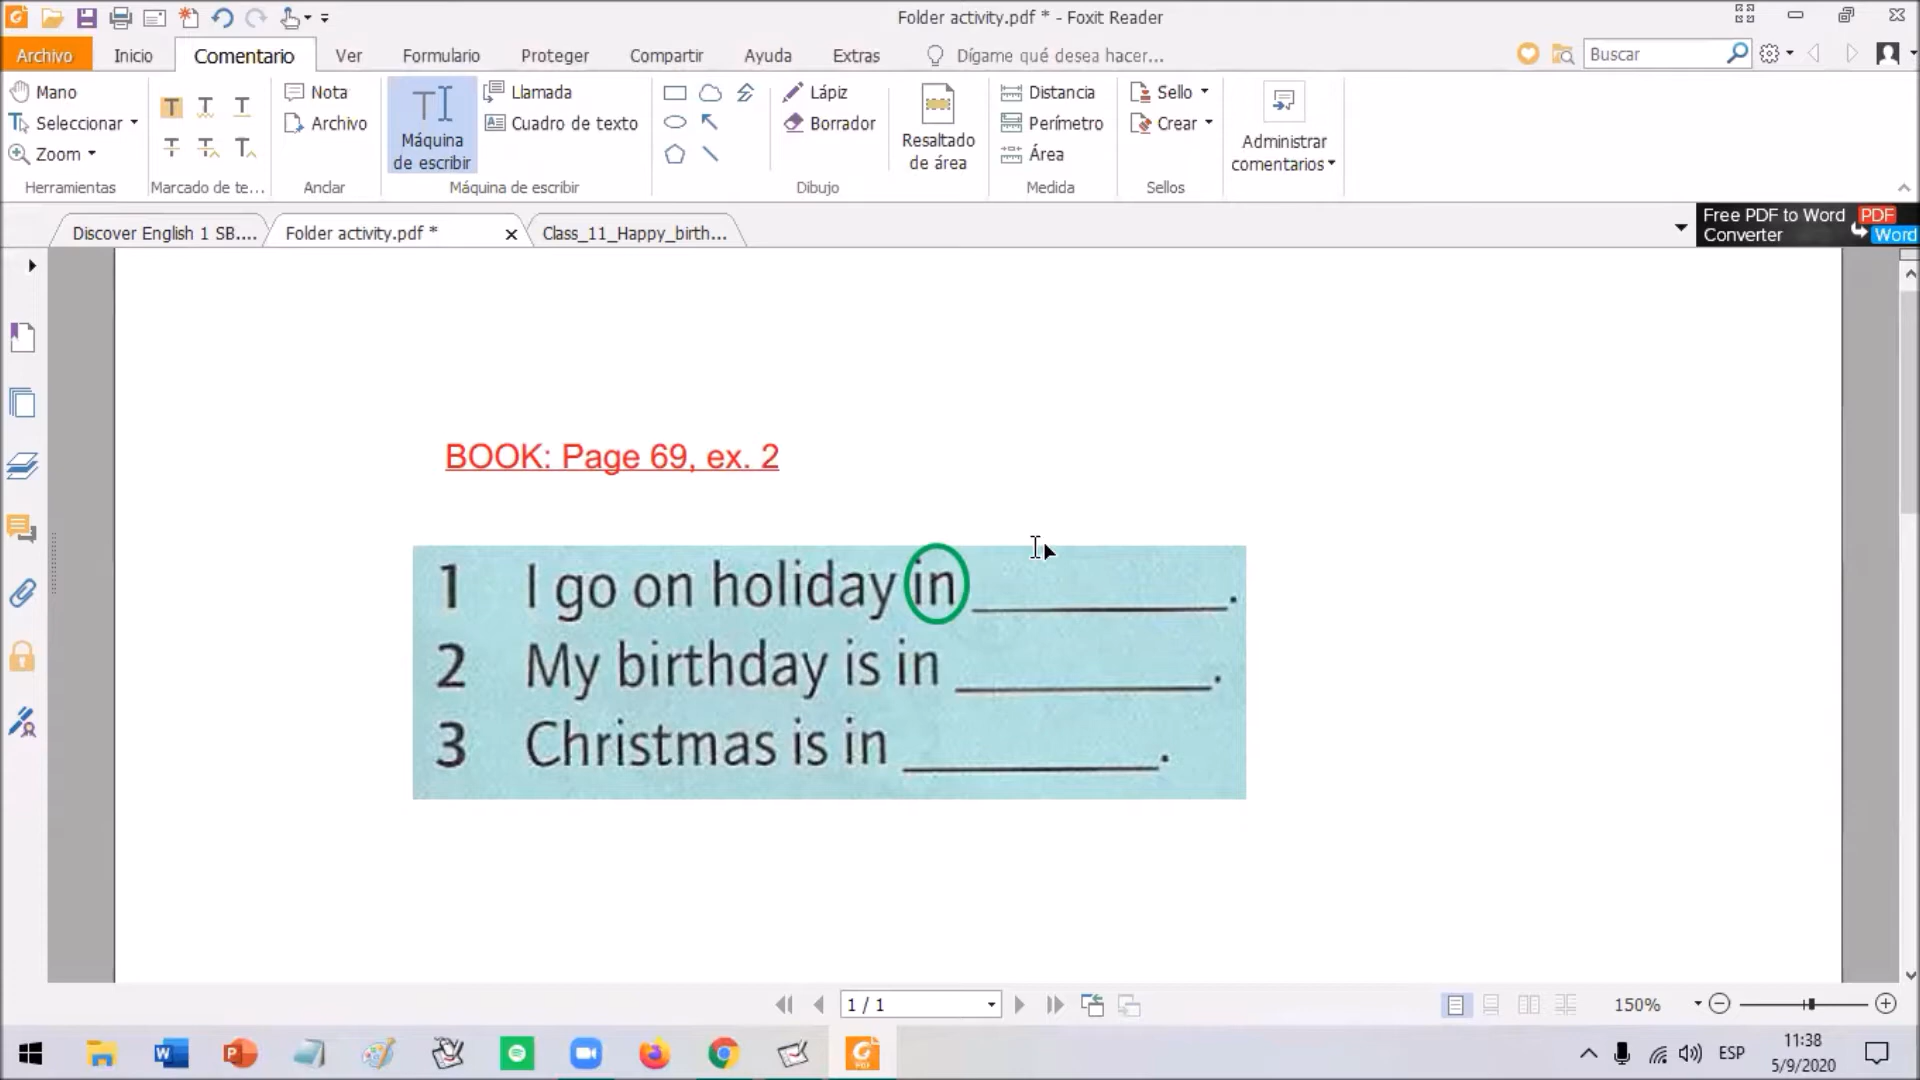 Folder activity.pdf * - Foxit Reader
Archivo Inicio Comentario Ver Formulario Proteger Compartir Ayuda Extras Dígame qué desea hacer... Buscar
Mano
Seleccionar
Zoom
Herramientas
Marcado de te...
Nota
Archivo
Anclar
Máquina
de escribir
Llamada
Cuadro de texto
Máquina de escribir
Lápiz
Borrador
Dibujo
Resaltado
de área
Distancia
Perímetro
Área
Medida
Sello
Crear
Sellos
Administrar
comentarios
Discover English 1 SB.... Folder activity.pdf * Class_11_Happy_birth...
Free PDF to Word PDF
Converter Word
BOOK: Page 69, ex. 2
1 I go on holiday in __________.
2 My birthday is in __________.
3 Christmas is in __________.
1 / 1
150%
ESP
11:38
5/9/2020